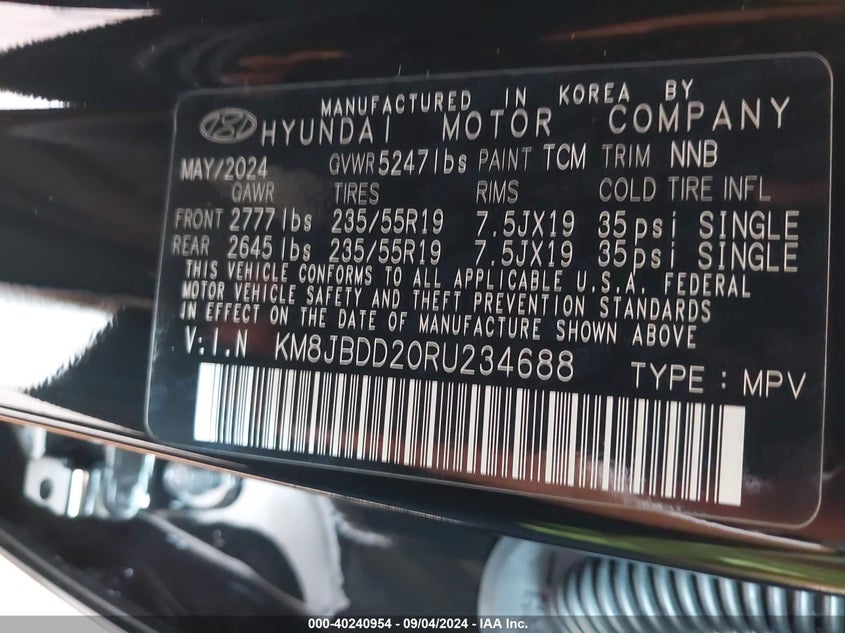 MANUFACTURED IN KOREA BY
HYUNDAI MOTOR COMPANY
MAY/2024 GVWR 5247lbs PAINT TCM TRIM NNB
GAWR TIRES RIMS COLD TIRE INFL
FRONT 2777lbs 235/55R19 7.5JX19 35psi SINGLE
REAR 2645lbs 235/55R19 7.5JX19 35psi SINGLE
THIS VEHICLE CONFORMS TO ALL APPLICABLE U.S.A. FEDERAL
MOTOR VEHICLE SAFETY AND THEFT PREVENTION STANDARDS
IN EFFECT ON THE DATE OF MANUFACTURE SHOWN ABOVE
V:I.N KM8JBDD20RU234688 TYPE : MPV
000-40240954 - 09/04/2024 - IAA Inc.